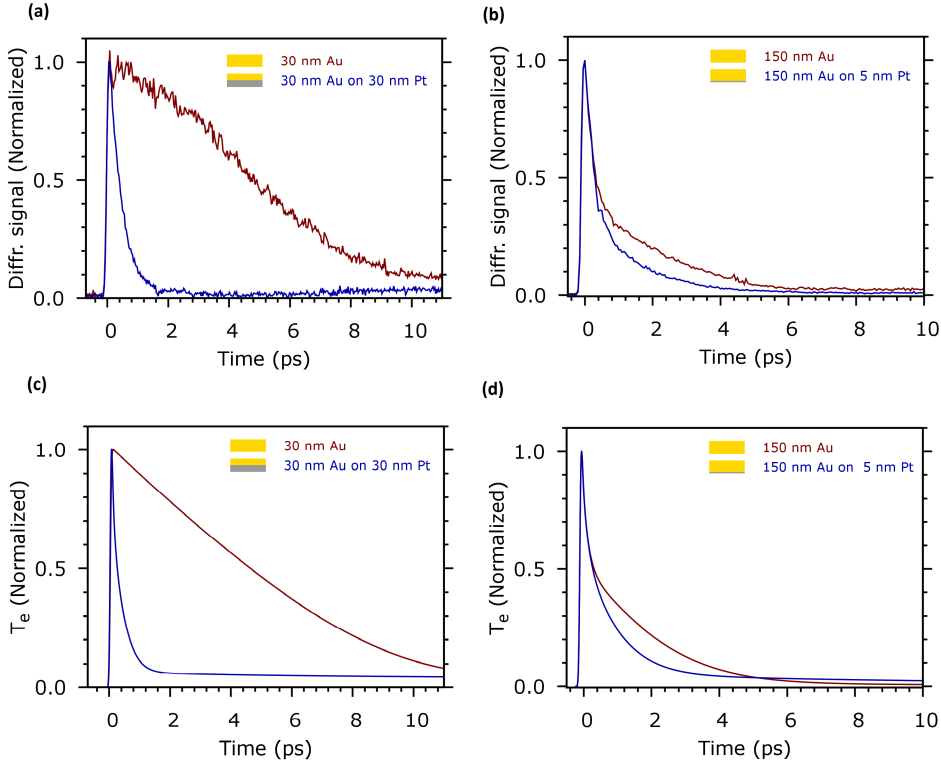 (a)
Diffr. signal (Normalized)
1.0
0.5
0.0
30 nm Au
30 nm Au on 30 nm Pt
0 2 4 6 8 10
Time (ps)
(b)
Diffr. signal (Normalized)
1.0
0.5
0.0
150 nm Au
150 nm Au on 5 nm Pt
0 2 4 6 8 10
Time (ps)
(c)
Te (Normalized)
1.0
0.5
0.0
30 nm Au
30 nm Au on 30 nm Pt
0 2 4 6 8 10
Time (ps)
(d)
Te (Normalized)
1.0
0.5
0.0
150 nm Au
150 nm Au on 5 nm Pt
0 2 4 6 8 10
Time (ps)